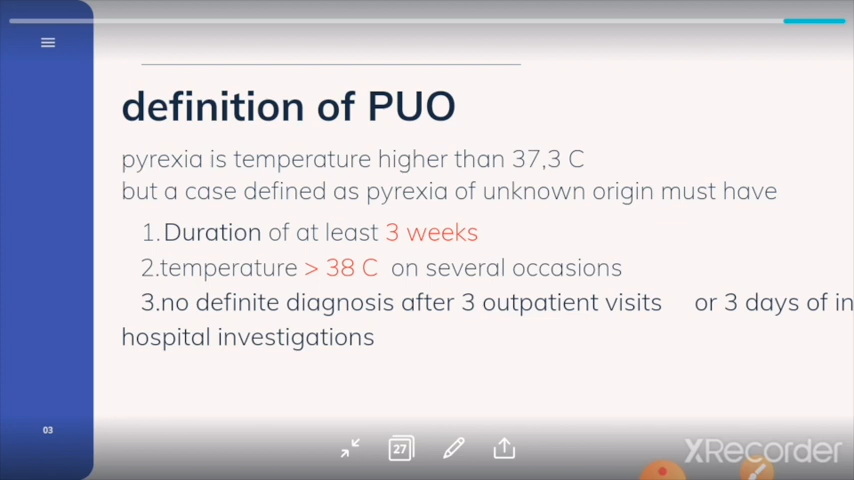 definition of PUO
pyrexia is temperature higher than 37,3 C
but a case defined as pyrexia of unknown origin must have
1.Duration of at least 3 weeks
2.temperature > 38 C on several occasions
3.no definite diagnosis after 3 outpatient visits or 3 days of in
hospital investigations
03
27
XRecorder